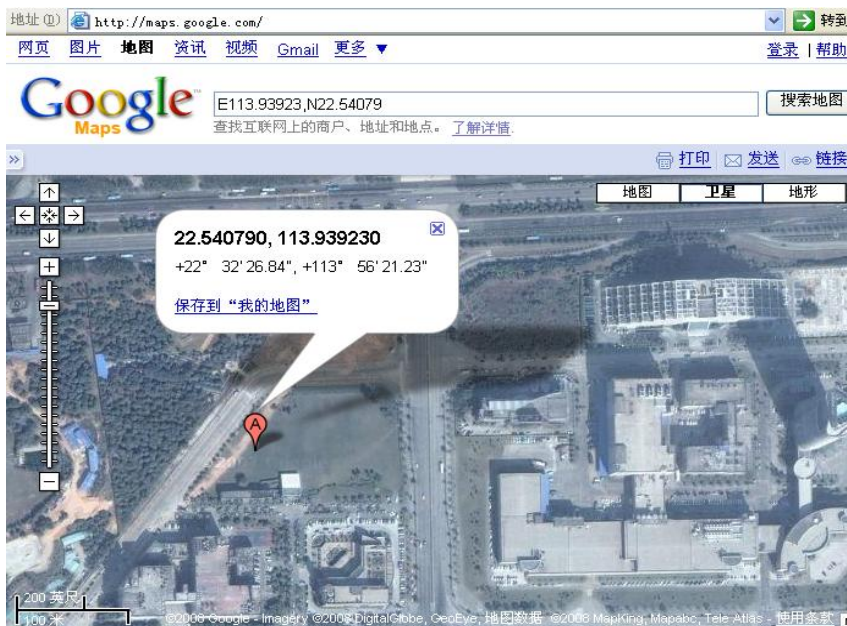 地址(D) http://maps.google.com/ 转到
网页 图片 地图 资讯 视频 Gmail 更多 ▼ 登录 | 帮助
Google Maps
E113.93923,N22.54079 搜索地图
查找互联网上的商户、地址和地点。 了解详情.
» 打印 发送 链接
地图 卫星 地形
22.540790, 113.939230
+22° 32'26.84", +113° 56'21.23"
保存到“我的地图”
A
200 英尺
100 米
©2008 Google - Imagery ©2008 DigitalGlobe, GeoEye, 地图数据 ©2008 MapKing, Mapabc, Tele Atlas - 使用条款